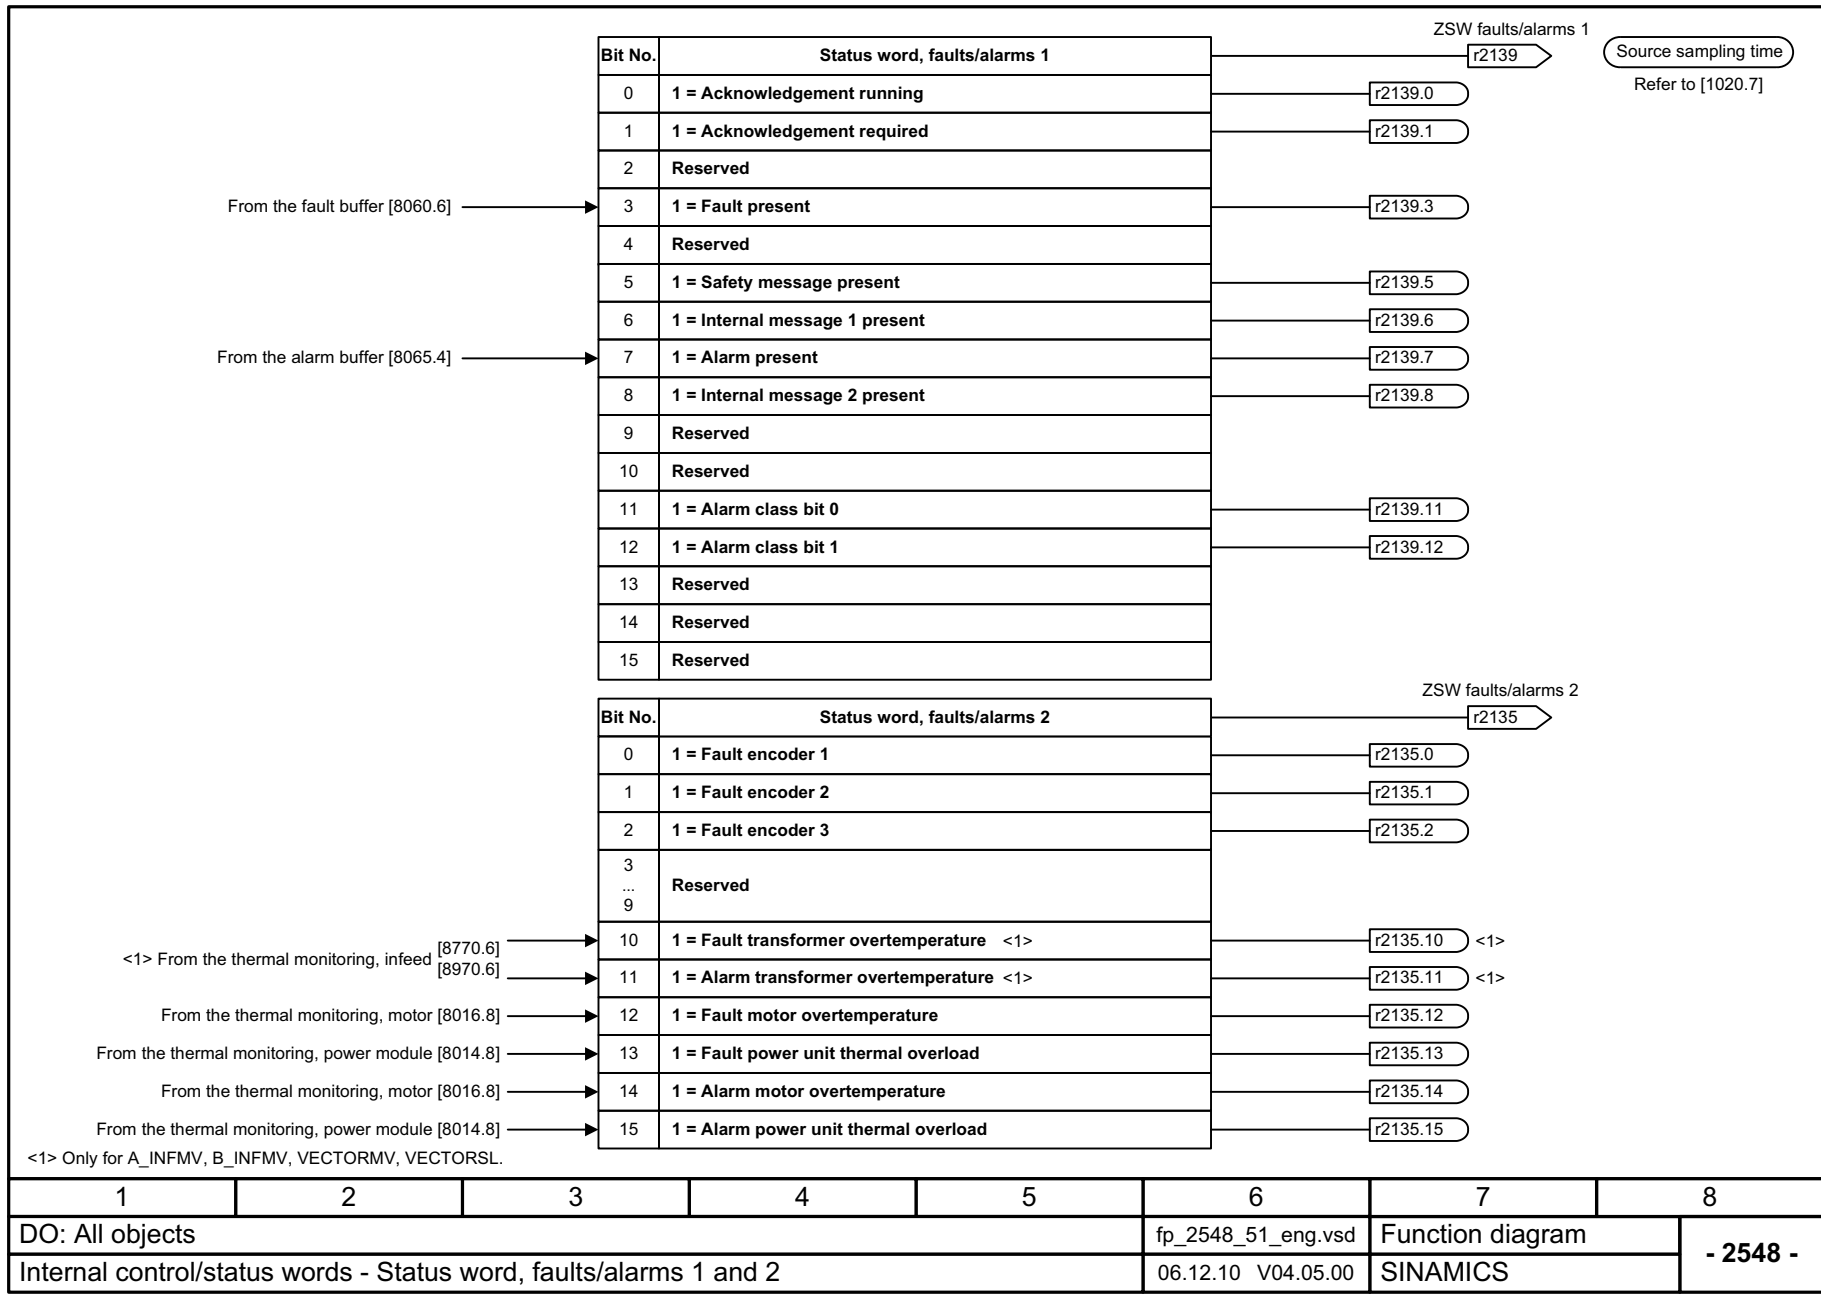 ZSW faults/alarms 1
Bit No. Status word, faults/alarms 1 r2139 Source sampling time
0 1 = Acknowledgement running r2139.0 Refer to [1020.7]
1 1 = Acknowledgement required r2139.1
2 Reserved
From the fault buffer [8060.6] 3 1 = Fault present r2139.3
4 Reserved
5 1 = Safety message present r2139.5
6 1 = Internal message 1 present r2139.6
From the alarm buffer [8065.4] 7 1 = Alarm present r2139.7
8 1 = Internal message 2 present r2139.8
9 Reserved
10 Reserved
11 1 = Alarm class bit 0 r2139.11
12 1 = Alarm class bit 1 r2139.12
13 Reserved
14 Reserved
15 Reserved
ZSW faults/alarms 2
Bit No. Status word, faults/alarms 2 r2135
0 1 = Fault encoder 1 r2135.0
1 1 = Fault encoder 2 r2135.1
2 1 = Fault encoder 3 r2135.2
3
... Reserved
9
<1> From the thermal monitoring, infeed [8770.6] 10 1 = Fault transformer overtemperature <1> r2135.10 <1>
[8970.6] 11 1 = Alarm transformer overtemperature <1> r2135.11 <1>
From the thermal monitoring, motor [8016.8] 12 1 = Fault motor overtemperature r2135.12
From the thermal monitoring, power module [8014.8] 13 1 = Fault power unit thermal overload r2135.13
From the thermal monitoring, motor [8016.8] 14 1 = Alarm motor overtemperature r2135.14
From the thermal monitoring, power module [8014.8] 15 1 = Alarm power unit thermal overload r2135.15
<1> Only for A_INFMV, B_INFMV, VECTORMV, VECTORSL.
1 2 3 4 5 6 7 8
DO: All objects fp_2548_51_eng.vsd Function diagram - 2548 -
Internal control/status words - Status word, faults/alarms 1 and 2 06.12.10 V04.05.00 SINAMICS